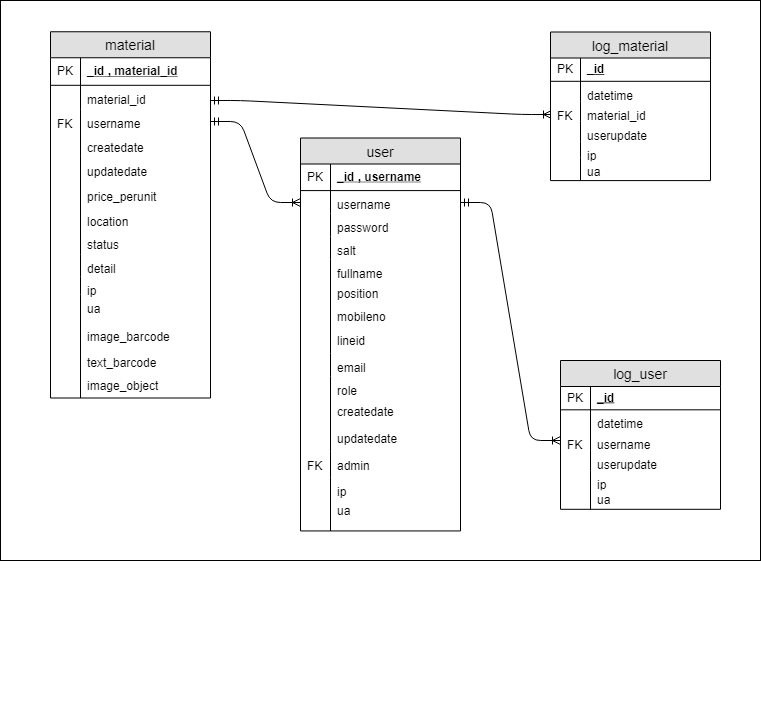 material
PK _id , material_id
material_id
FK username
createdate
updatedate
price_perunit
location
status
detail
ip
ua
image_barcode
text_barcode
image_object
log_material
PK _id
datetime
FK material_id
userupdate
ip
ua
user
PK _id , username
username
password
salt
fullname
position
mobileno
lineid
email
role
createdate
updatedate
FK admin
ip
ua
log_user
PK _id
datetime
FK username
userupdate
ip
ua